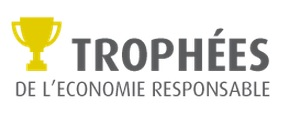 TROPHÉES
DE L'ECONOMIE RESPONSABLE